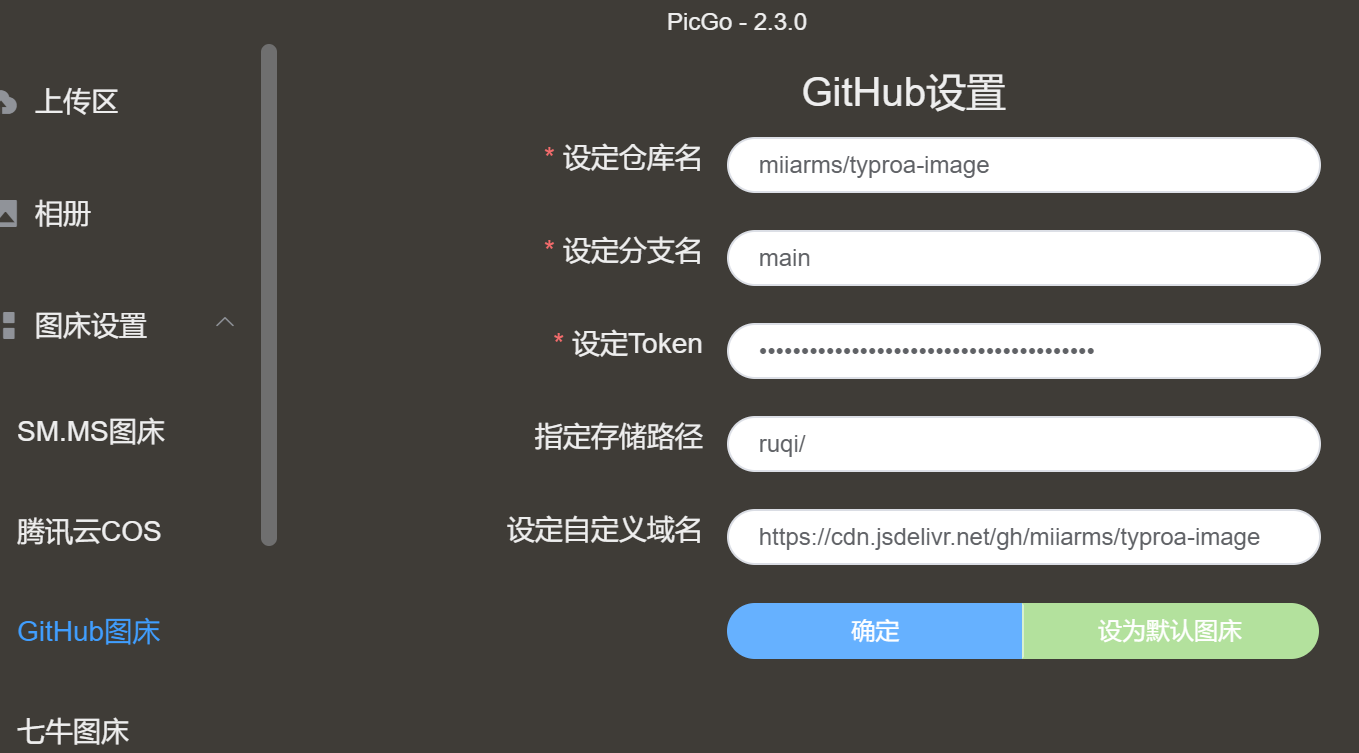 PicGo - 2.3.0
上传区
相册
图床设置
SM.MS图床
腾讯云COS
GitHub图床
七牛图床
GitHub设置
* 设定仓库名
miiarms/typroa-image
* 设定分支名
main
* 设定Token
••••••••••••••••••••••••••••••••••••••••
指定存储路径
ruqi/
设定自定义域名
https://cdn.jsdelivr.net/gh/miiarms/typroa-image
确定
设为默认图床